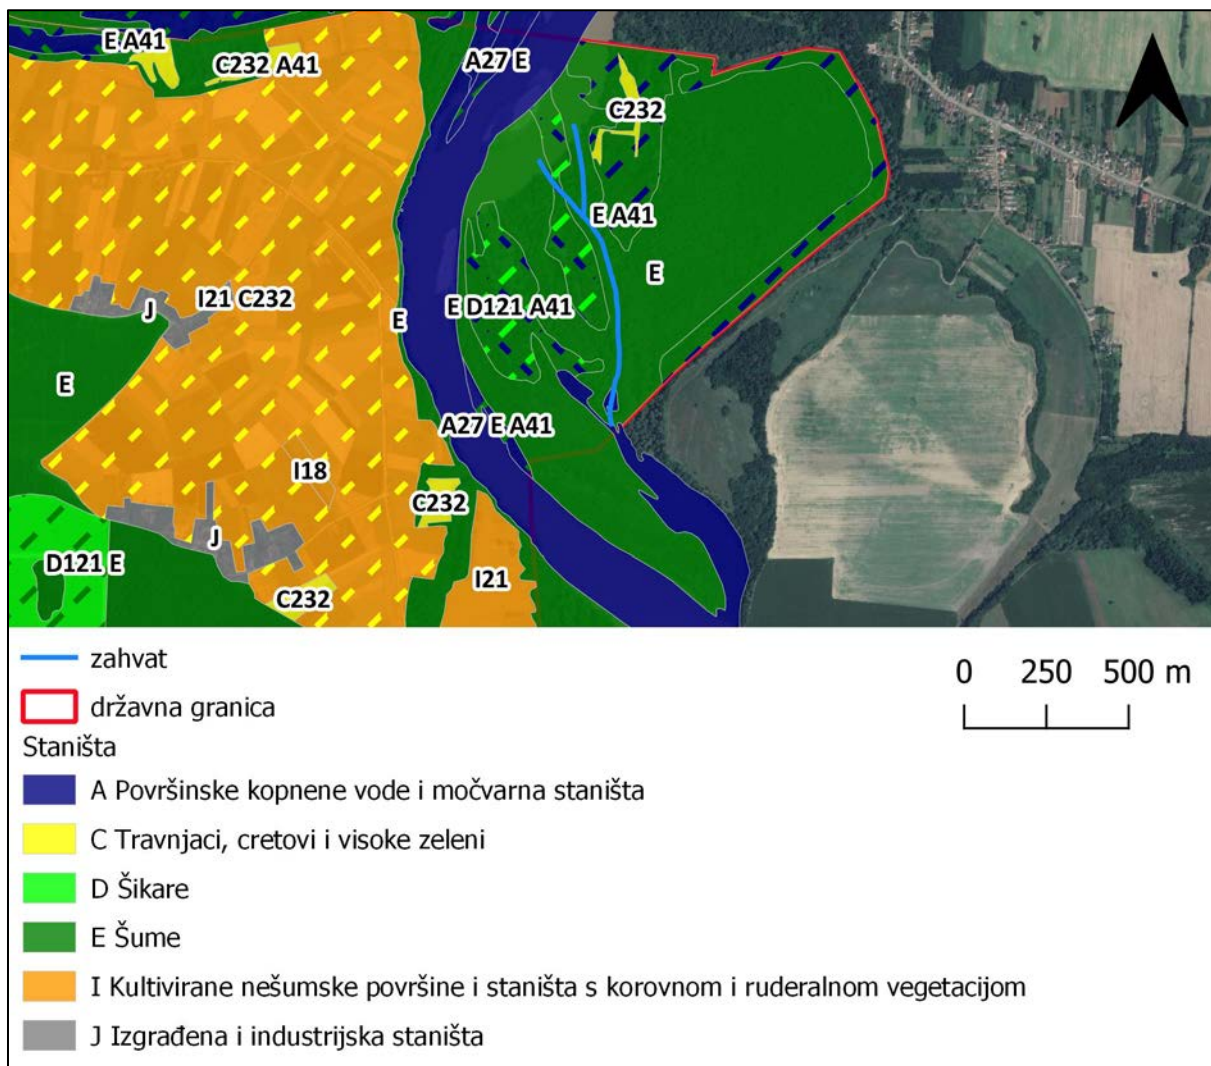 E A41
C232 A41
A27 E
C232
E A41
E
I21 C232
J
E D121 A41
E
E
A27 E A41
I18
C232
J
D121 E
I21
C232
zahvat
državna granica
Staništa
A Površinske kopnene vode i močvarna staništa
C Travnjaci, cretovi i visoke zeleni
D Šikare
E Šume
I Kultivirane nešumske površine i staništa s korovnom i ruderalnom vegetacijom
J Izgrađena i industrijska staništa
0 250 500 m